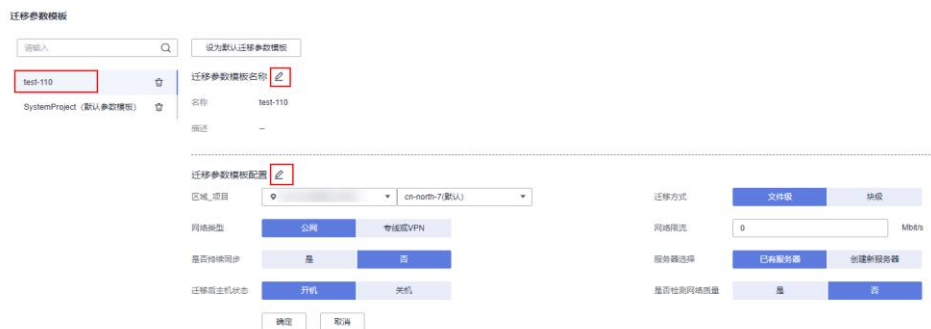 迁移参数模板
请输入
设为默认迁移参数模板
test-110
SystemProject（默认参数模板）
迁移参数模板名称
名称 test-110
描述 --
迁移参数模板配置
区域_项目 cn-north-7(默认) 迁移方式 文件级 块级
网络类型 公网 专线或VPN 网络限流 0 Mbit/s
是否持续同步 是 否 服务器选择 已有服务器 创建新服务器
迁移后主机状态 开机 关机 是否检测网络质量 是 否
确定 取消